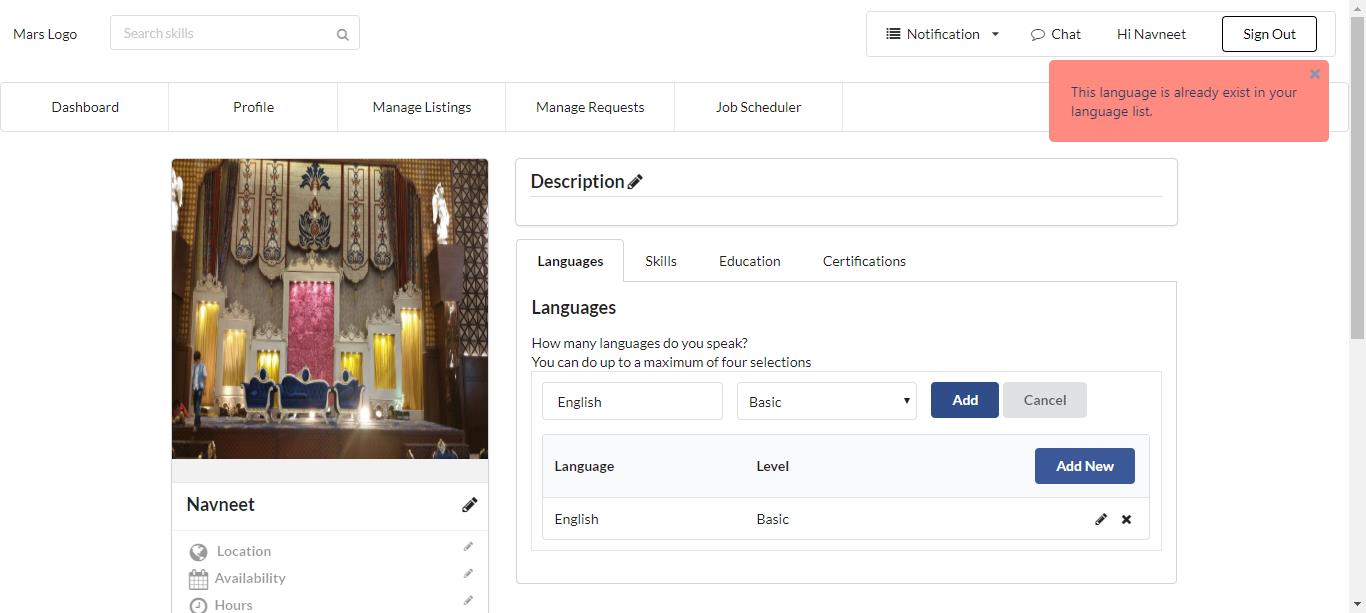 Mars Logo
Search skills
Notification
Chat
Hi Navneet
Sign Out
This language is already exist in your
language list.
Dashboard
Profile
Manage Listings
Manage Requests
Job Scheduler
Description
Languages
Skills
Education
Certifications
Languages
How many languages do you speak?
You can do up to a maximum of four selections
English
Basic
Add
Cancel
Language
Level
Add New
English
Basic
Navneet
Location
Availability
Hours